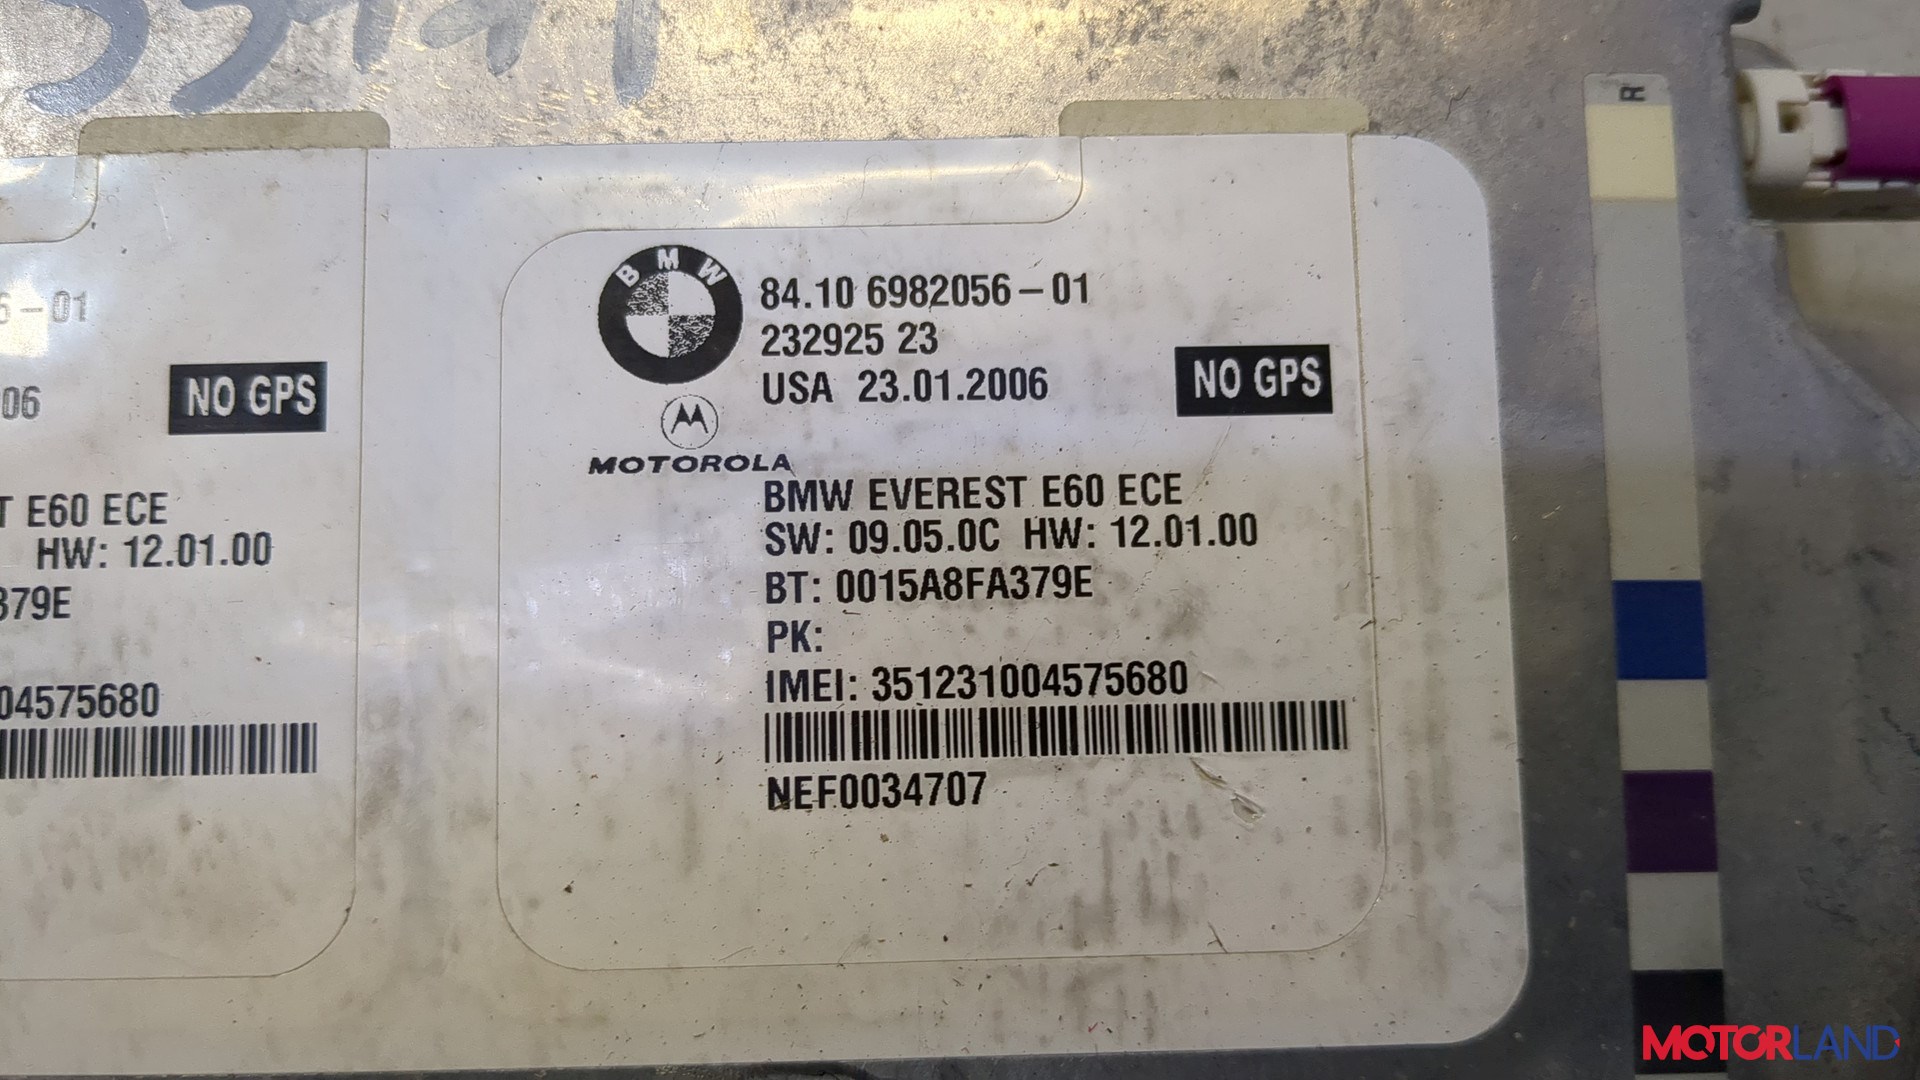 BMW
84.10 6982056-01
232925 23
USA 23.01.2006
NO GPS
MOTOROLA
BMW EVEREST E60 ECE
SW: 09.05.0C HW: 12.01.00
BT: 0015A8FA379E
PK:
IMEI: 351231004575680
NEF0034707
6-01
06
NO GPS
T E60 ECE
HW: 12.01.00
379E
04575680
R
MOTORLAND